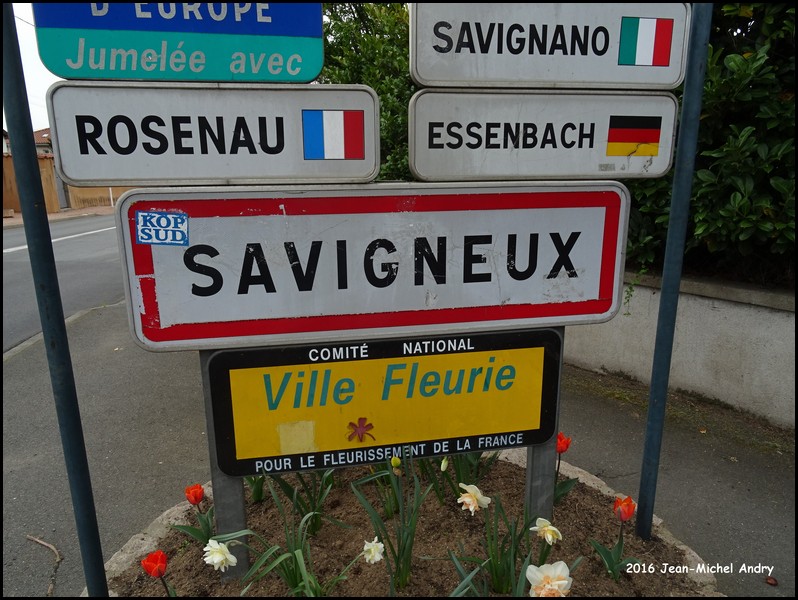 D'EUROPE
Jumelée avec
SAVIGNANO
ROSENAU
ESSENBACH
KOP
SUD
SAVIGNEUX
COMITÉ NATIONAL
Ville Fleurie
POUR LE FLEURISSEMENT DE LA FRANCE
2016 Jean-Michel Andry